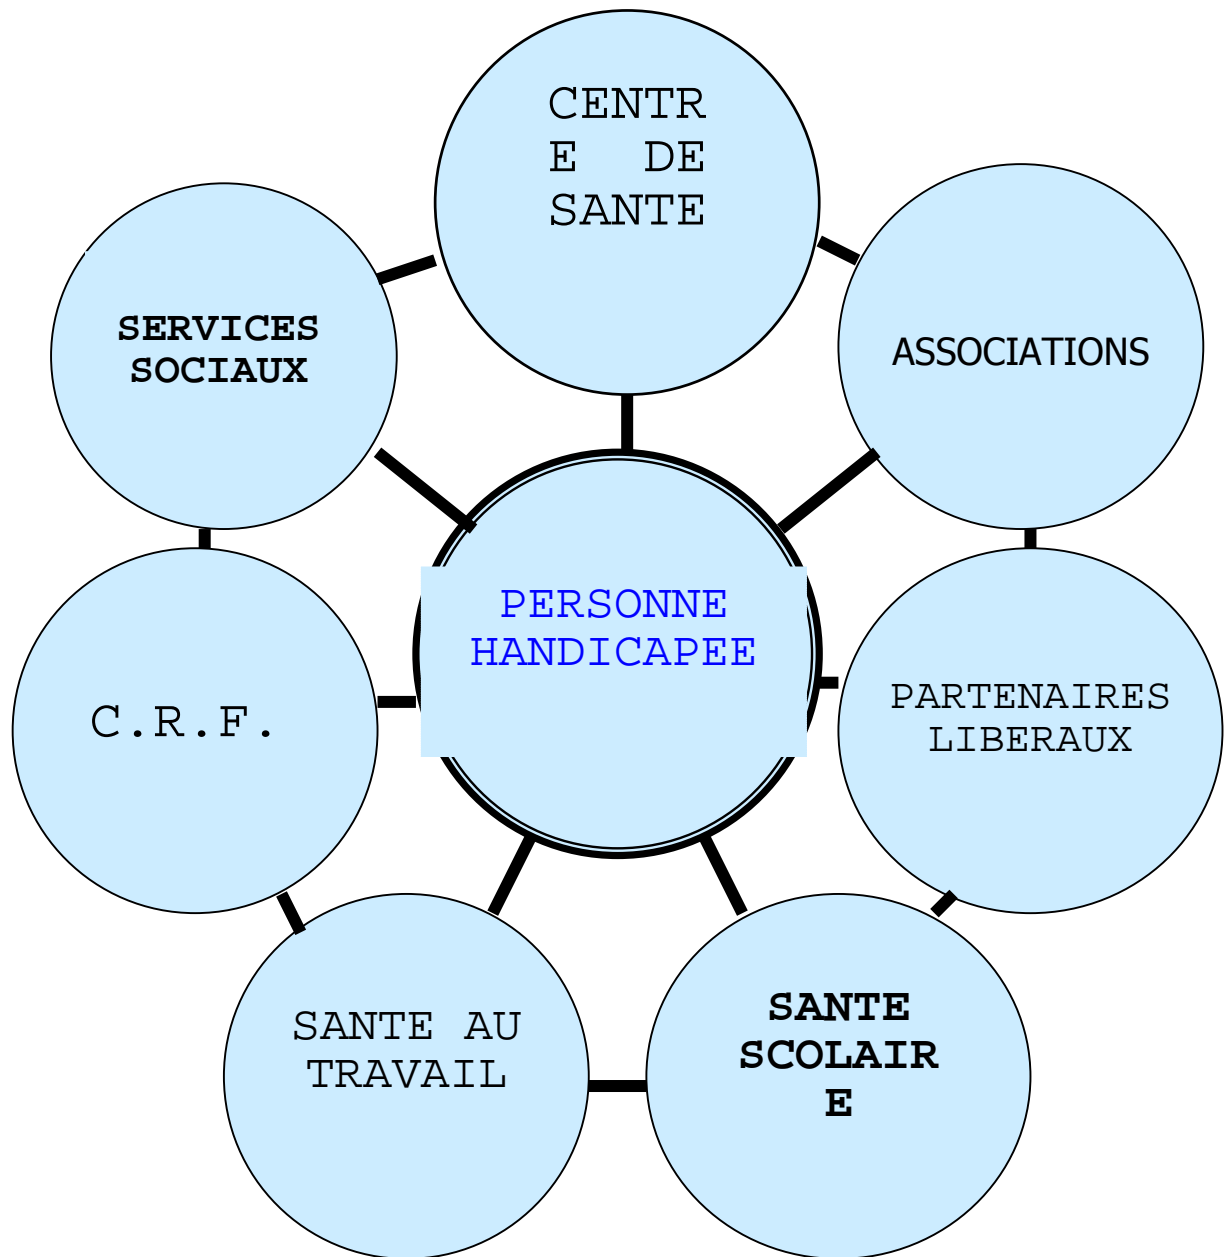 CENTR
E DE
SANTE
SERVICES
SOCIAUX
ASSOCIATIONS
PERSONNE
HANDICAPEE
C.R.F.
PARTENAIRES
LIBERAUX
SANTE AU
TRAVAIL
SANTE
SCOLAIR
E